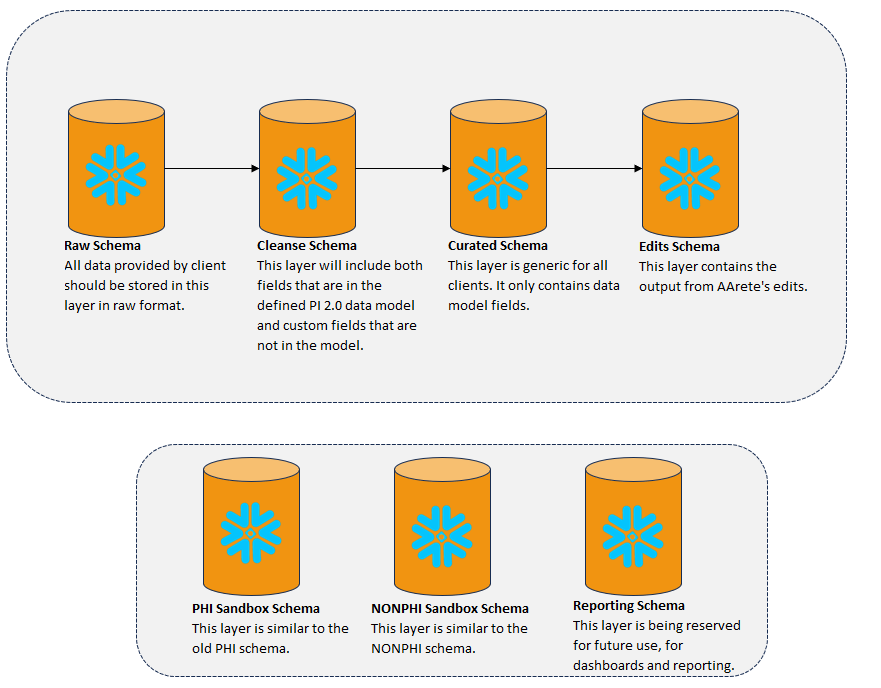 Raw Schema
All data provided by client
should be stored in this
layer in raw format.
Cleanse Schema
This layer will include both
fields that are in the
defined PI 2.0 data model
and custom fields that are
not in the model.
Curated Schema
This layer is generic for all
clients. It only contains data
model fields.
Edits Schema
This layer contains the
output from AArete's edits.
PHI Sandbox Schema
This layer is similar to the
old PHI schema.
NONPHI Sandbox Schema
This layer is similar to the
NONPHI schema.
Reporting Schema
This layer is being reserved
for future use, for
dashboards and reporting.